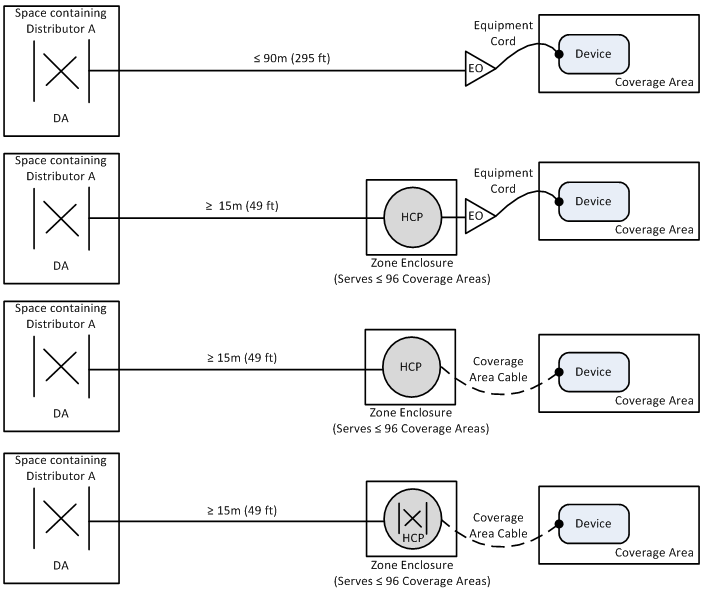 Space containing
Distributor A
DA
≤ 90m (295 ft)
EO
Equipment
Cord
Device
Coverage Area
Space containing
Distributor A
DA
≥ 15m (49 ft)
HCP
Zone Enclosure
(Serves ≤ 96 Coverage Areas)
EO
Equipment
Cord
Device
Coverage Area
Space containing
Distributor A
DA
≥ 15m (49 ft)
HCP
Zone Enclosure
(Serves ≤ 96 Coverage Areas)
Coverage
Area Cable
Device
Coverage Area
Space containing
Distributor A
DA
≥ 15m (49 ft)
HCP
Zone Enclosure
(Serves ≤ 96 Coverage Areas)
Coverage
Area Cable
Device
Coverage Area